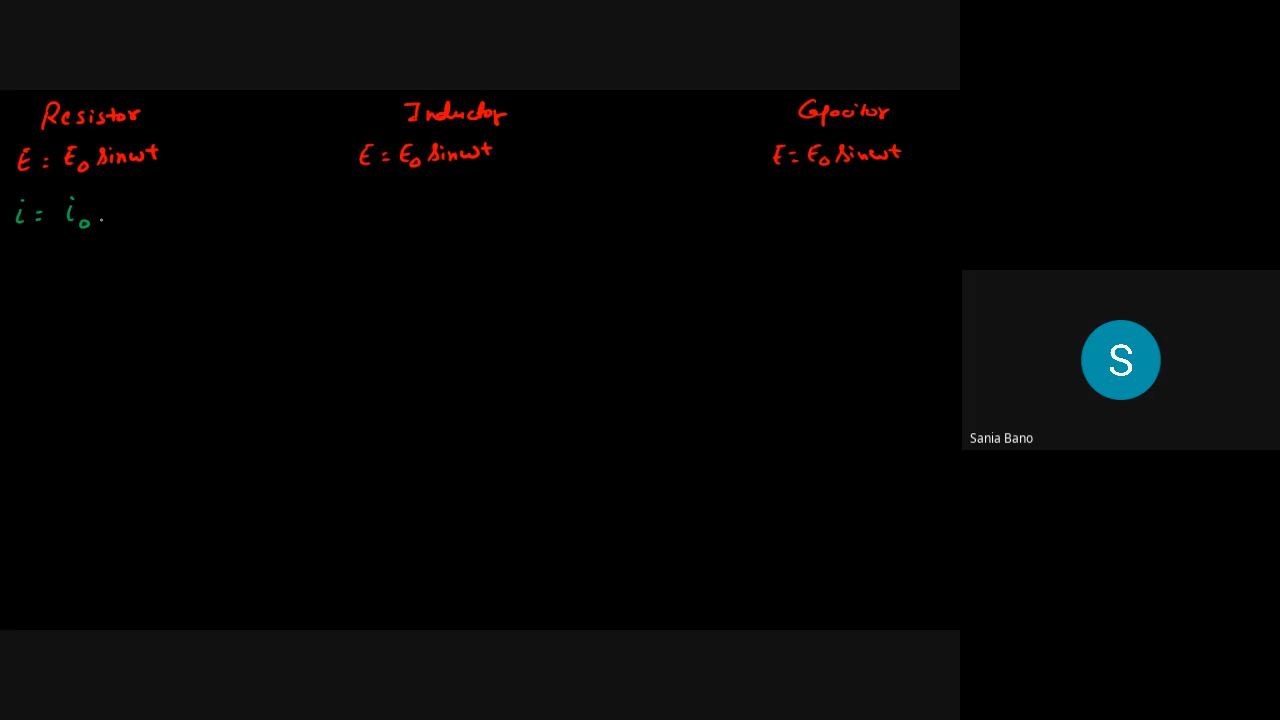 Resistor Inductor Capacitor
E = E₀ sinωt E = E₀ sinωt E = E₀ sinωt
i = i₀
S
Sania Bano